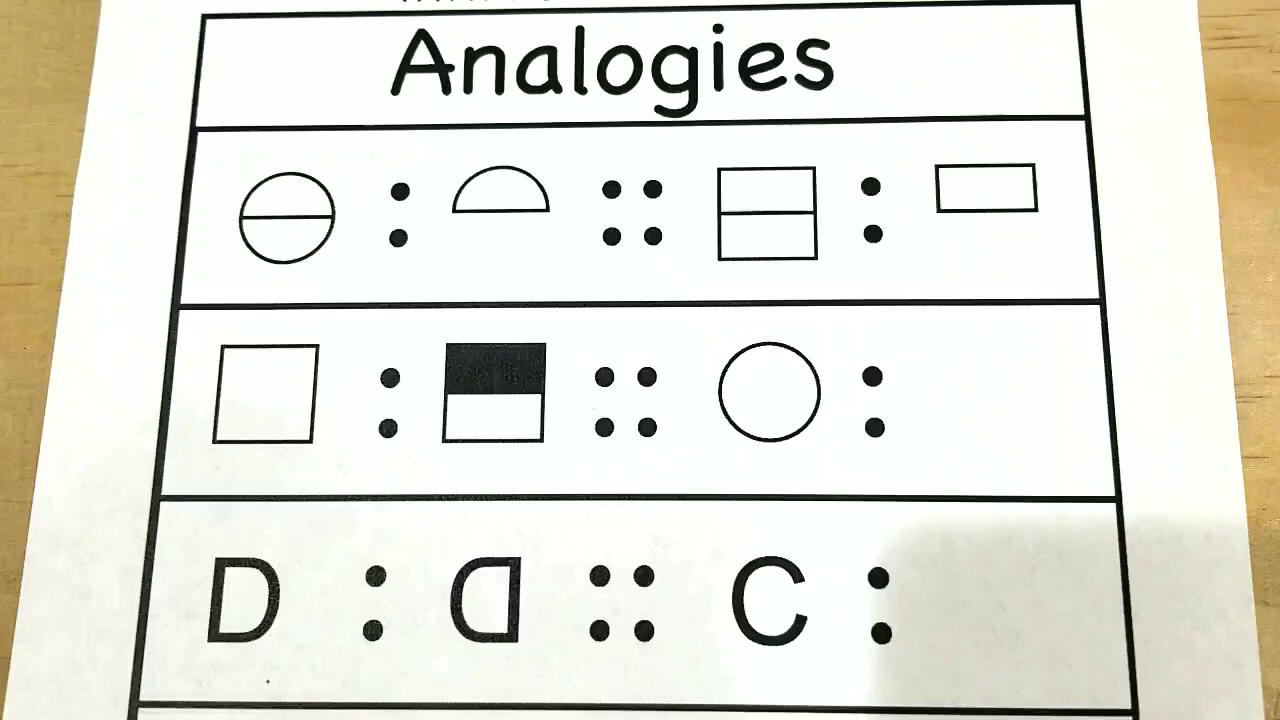 Analogies
D : ᗡ :: C :